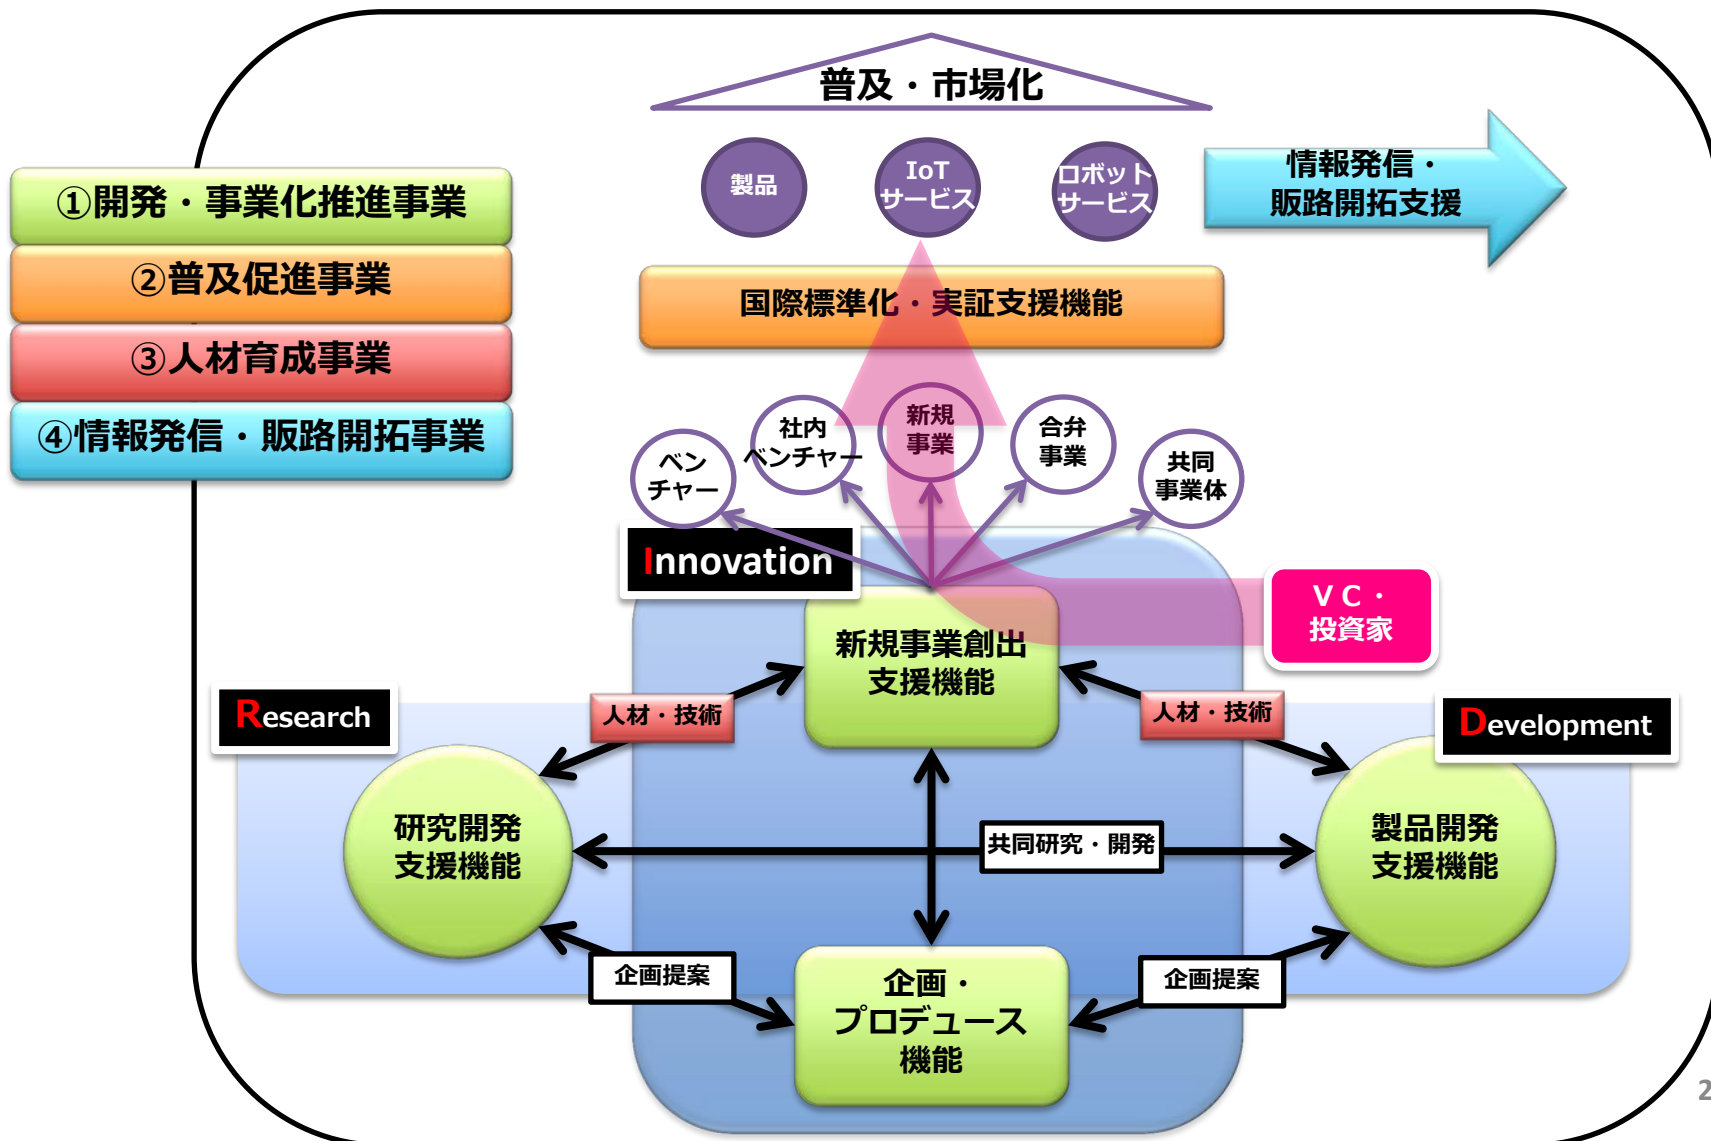 普及・市場化
製品
IoT
サービス
ロボット
サービス
情報発信・
販路開拓支援
①開発・事業化推進事業
②普及促進事業
③人材育成事業
④情報発信・販路開拓事業
国際標準化・実証支援機能
ベン
チャー
社内
ベンチャー
新規
事業
合弁
事業
共同
事業体
Innovation
ＶＣ・
投資家
新規事業創出
支援機能
Research
人材・技術
人材・技術
Development
研究開発
支援機能
共同研究・開発
製品開発
支援機能
企画提案
企画・
プロデュース
機能
企画提案
2